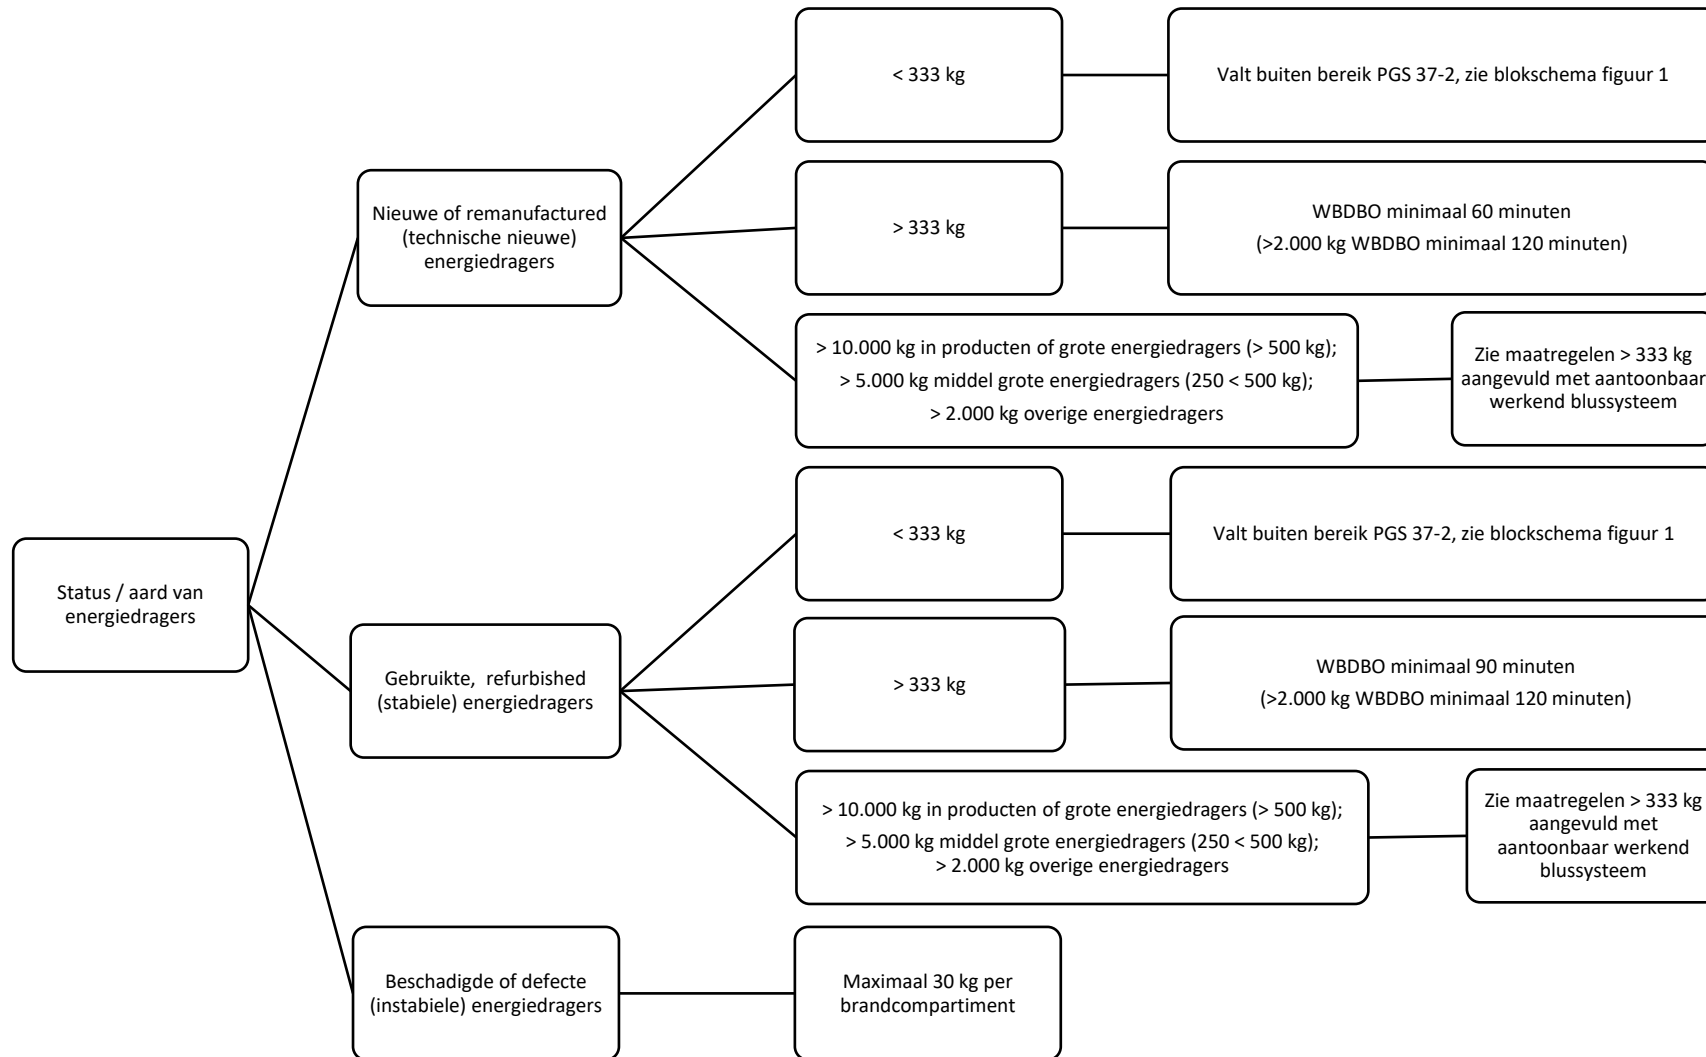 Status / aard van
energiedragers
Nieuwe of remanufactured
(technische nieuwe)
energiedragers
< 333 kg
Valt buiten bereik PGS 37-2, zie blokschema figuur 1
> 333 kg
WBDBO minimaal 60 minuten
(>2.000 kg WBDBO minimaal 120 minuten)
> 10.000 kg in producten of grote energiedragers (> 500 kg);
> 5.000 kg middel grote energiedragers (250 < 500 kg);
> 2.000 kg overige energiedragers
Zie maatregelen > 333 kg
aangevuld met aantoonbaar
werkend blussysteem
Gebruikte, refurbished
(stabiele) energiedragers
< 333 kg
Valt buiten bereik PGS 37-2, zie blockschema figuur 1
> 333 kg
WBDBO minimaal 90 minuten
(>2.000 kg WBDBO minimaal 120 minuten)
> 10.000 kg in producten of grote energiedragers (> 500 kg);
> 5.000 kg middel grote energiedragers (250 < 500 kg);
> 2.000 kg overige energiedragers
Zie maatregelen > 333 kg
aangevuld met
aantoonbaar werkend
blussysteem
Beschadigde of defecte
(instabiele) energiedragers
Maximaal 30 kg per
brandcompartiment